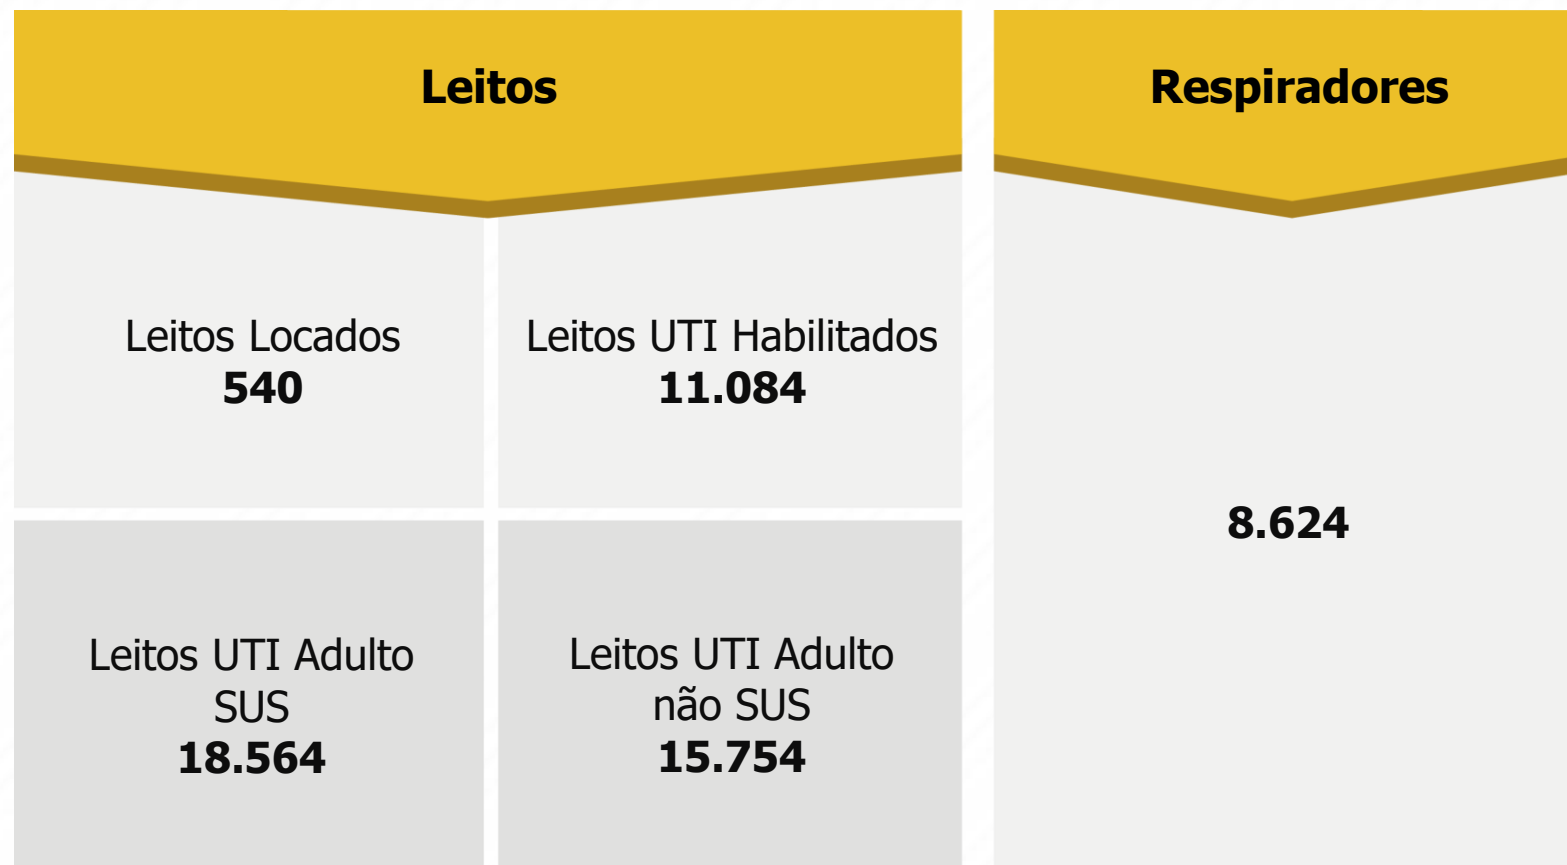 Leitos
Leitos Locados
540
Leitos UTI Habilitados
11.084
Leitos UTI Adulto
SUS
18.564
Leitos UTI Adulto
não SUS
15.754
Respiradores
8.624